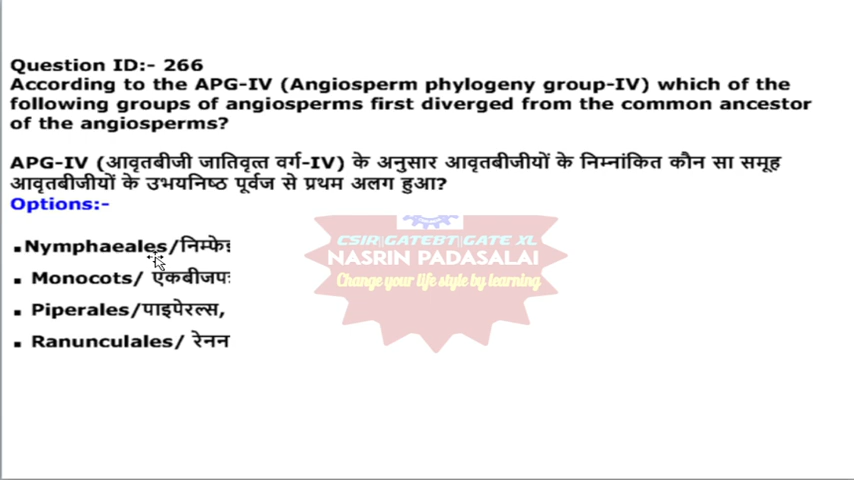 Question ID:- 266
According to the APG-IV (Angiosperm phylogeny group-IV) which of the
following groups of angiosperms first diverged from the common ancestor
of the angiosperms?
APG-IV (आवृतबीजी जातिवृत्त वर्ग-IV) के अनुसार आवृतबीजीयों के निम्नांकित कौन सा समूह
आवृतबीजीयों के उभयनिष्ठ पूर्वज से प्रथम अलग हुआ?
Options:-
▪Nymphaeales/
▪ Monocots/
▪ Piperales/पाइपेरल्स,
▪ Ranunculales/
CSIR|GATEBT|GATE XL
NASRIN PADASALAI
Change your life style by learning